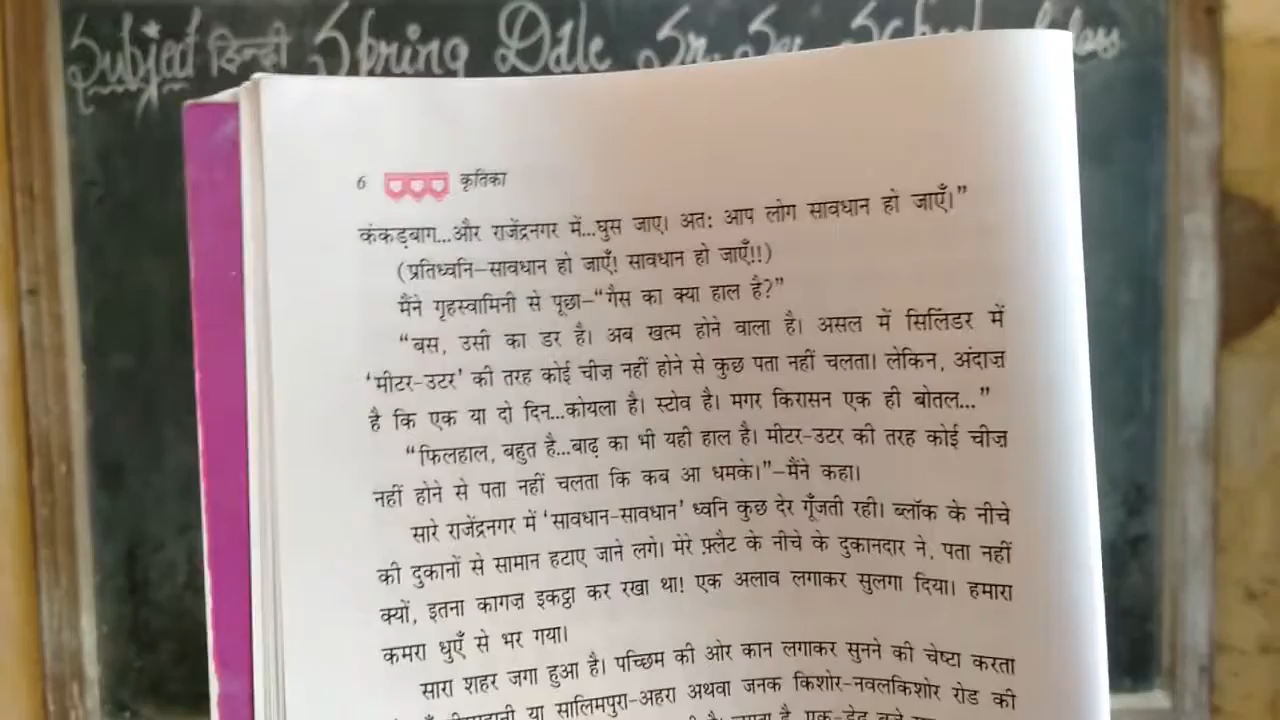 Subject हिन्दी Spring Dale Sr. Sec. School
6 कृतिका
कंकड़बाग...और राजेंद्रनगर में...घुस जाए। अतः आप लोग सावधान हो जाएँ।”
(प्रतिध्वनि–सावधान हो जाएँ! सावधान हो जाएँ!!)
मैंने गृहस्वामिनी से पूछा–“गैस का क्या हाल है?”
“बस, उसी का डर है। अब खत्म होने वाला है। असल में सिलिंडर में
‘मीटर-उटर’ की तरह कोई चीज़ नहीं होने से कुछ पता नहीं चलता। लेकिन, अंदाज़
है कि एक या दो दिन...कोयला है। स्टोव है। मगर किरासन एक ही बोतल...”
“फिलहाल, बहुत है...बाढ़ का भी यही हाल है। मीटर-उटर की तरह कोई चीज़
नहीं होने से पता नहीं चलता कि कब आ धमके।”–मैंने कहा।
सारे राजेंद्रनगर में ‘सावधान-सावधान’ ध्वनि कुछ देर गूँजती रही। ब्लॉक के नीचे
की दुकानों से सामान हटाए जाने लगे। मेरे फ़्लैट के नीचे के दुकानदार ने, पता नहीं
क्यों, इतना कागज़ इकट्ठा कर रखा था! एक अलाव लगाकर सुलगा दिया। हमारा
कमरा धुएँ से भर गया।
सारा शहर जगा हुआ है। पच्छिम की ओर कान लगाकर सुनने की चेष्टा करता
या सालिमपुरा-अहरा अथवा जनक किशोर-नवलकिशोर रोड की